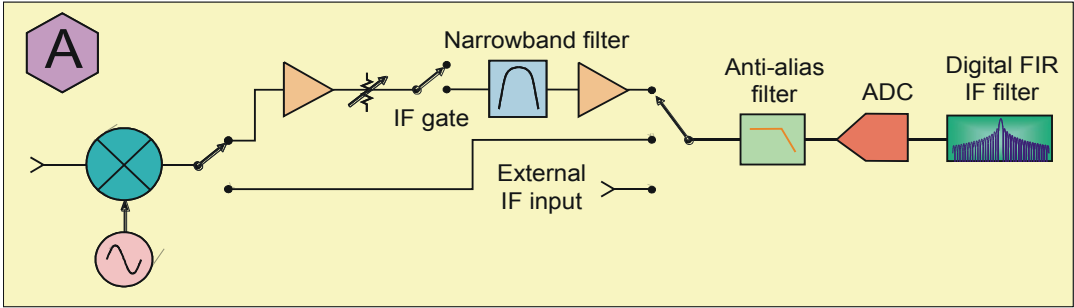 A
Narrowband filter
IF gate
External
IF input
Anti-alias
filter
ADC
Digital FIR
IF filter